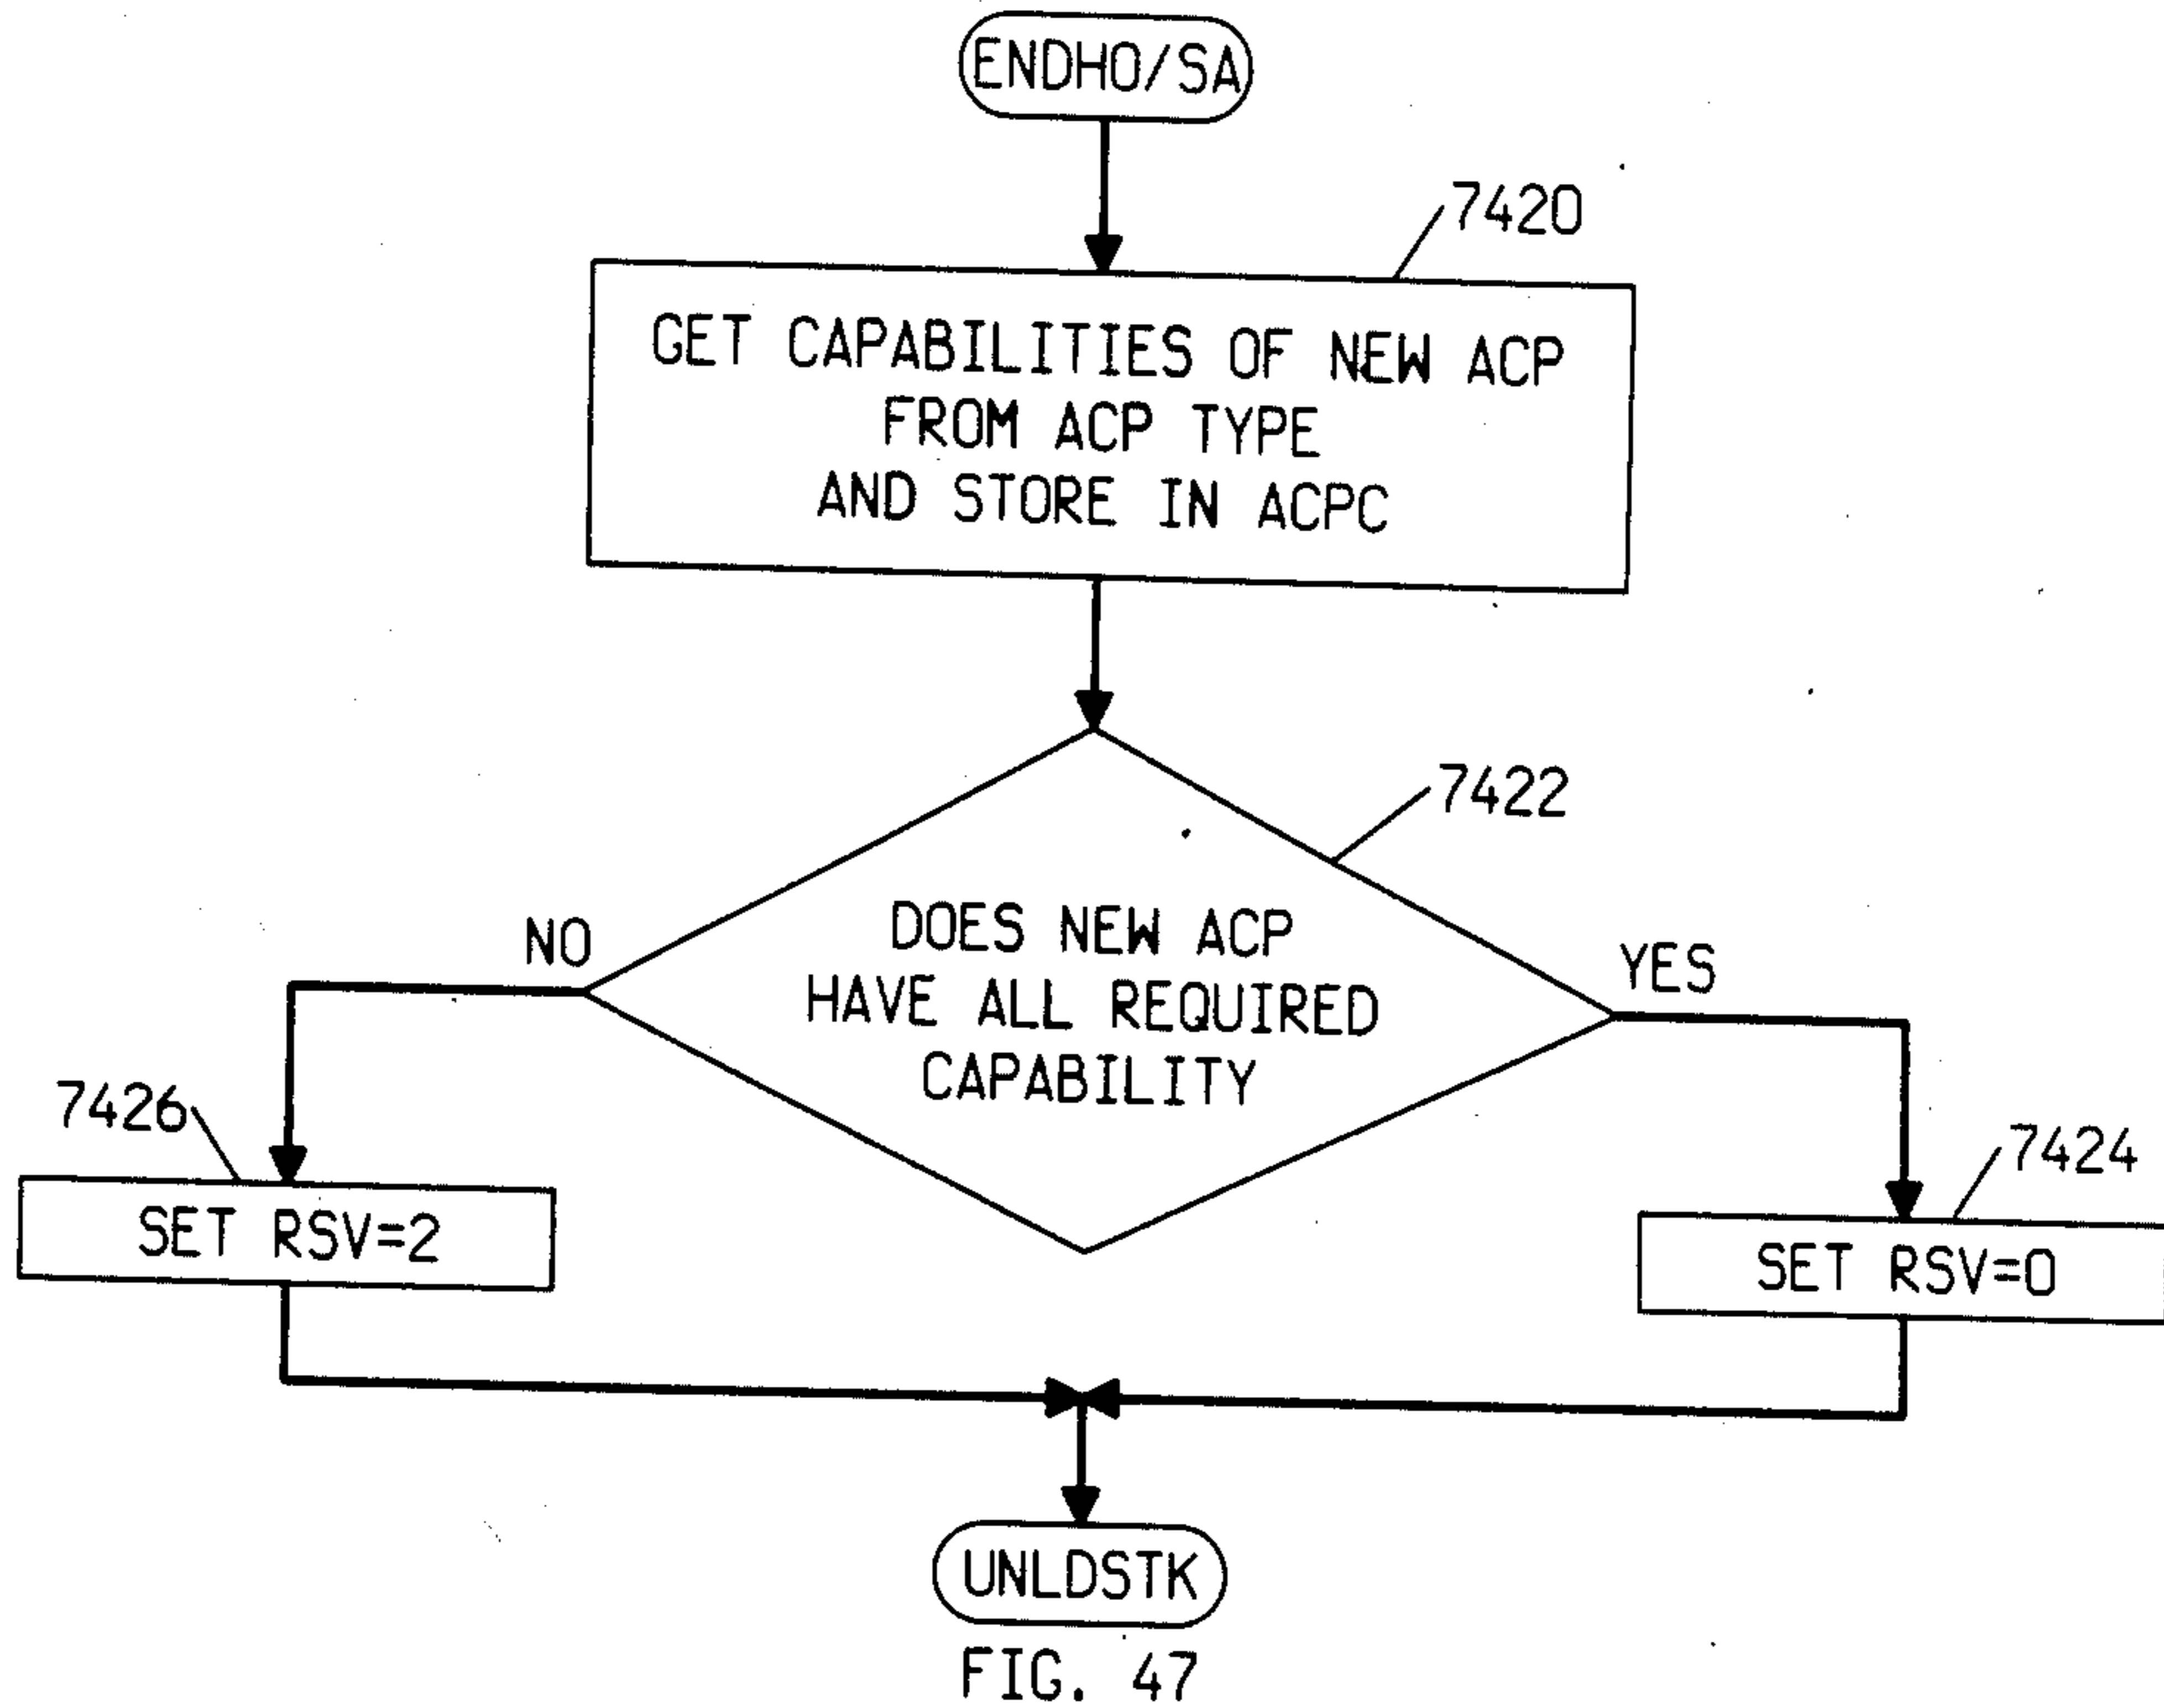 ENDHO/SA
7420
GET CAPABILITIES OF NEW ACP
FROM ACP TYPE
AND STORE IN ACPC
7422
DOES NEW ACP
HAVE ALL REQUIRED
CAPABILITY
NO
YES
7426
SET RSV=2
7424
SET RSV=0
UNLDSTK
FIG. 47